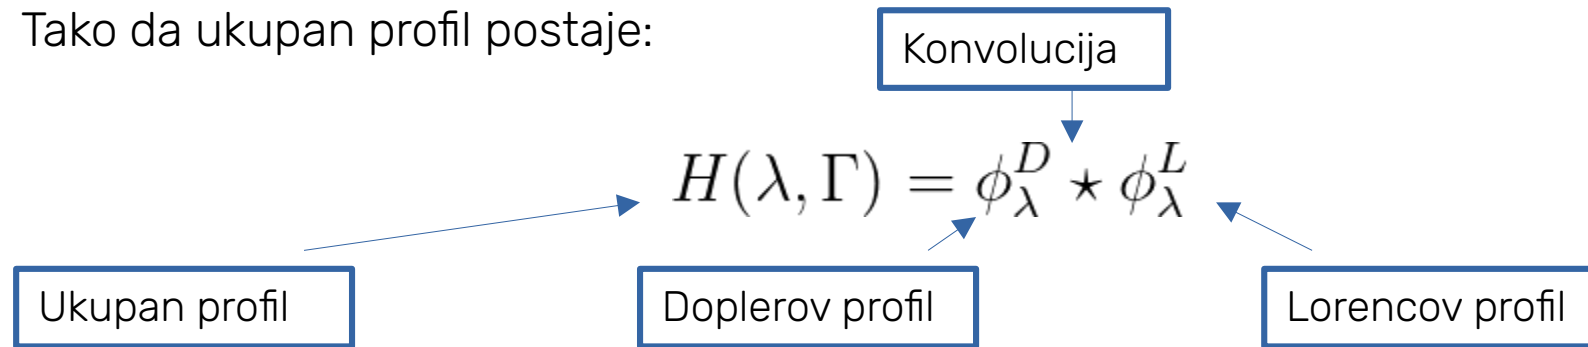 Tako da ukupan profil postaje:
Konvolucija
H(λ, Γ) = ϕ_λ^D ⋆ ϕ_λ^L
Ukupan profil
Doplerov profil
Lorencov profil